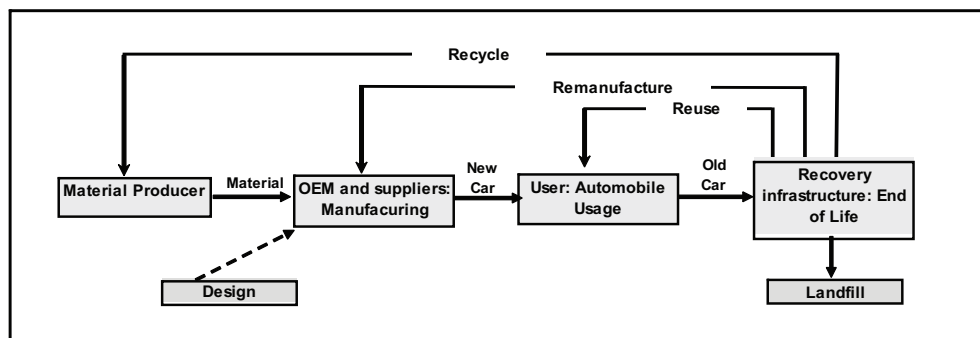 Recycle
Remanufacture
Reuse
Material Producer
Material
OEM and suppliers:
Manufacuring
New
Car
User: Automobile
Usage
Old
Car
Recovery
infrastructure: End
of Life
Design
Landfill